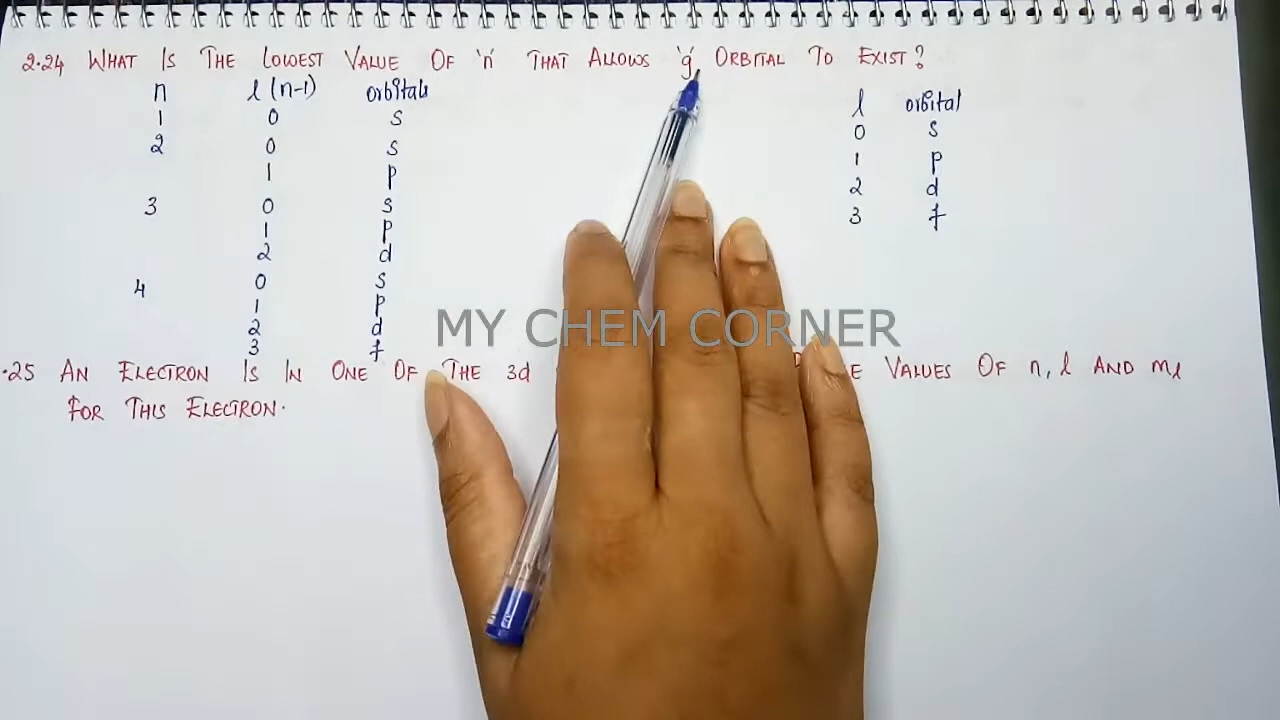 2.24 WHAT IS THE LOWEST VALUE OF 'n' THAT ALLOWS 'g' ORBITAL TO EXIST?
n l (n-1) orbitals
1 0 s
2 0 s
1 p
3 0 s
1 p
2 d
4 0 s
1 p
2 d
3 f
l orbital
0 s
1 p
2 d
3 f
MY CHEM CORNER
.25 AN ELECTRON IS IN ONE OF THE 3d VALUES OF n, l AND ml
FOR THIS ELECTRON.